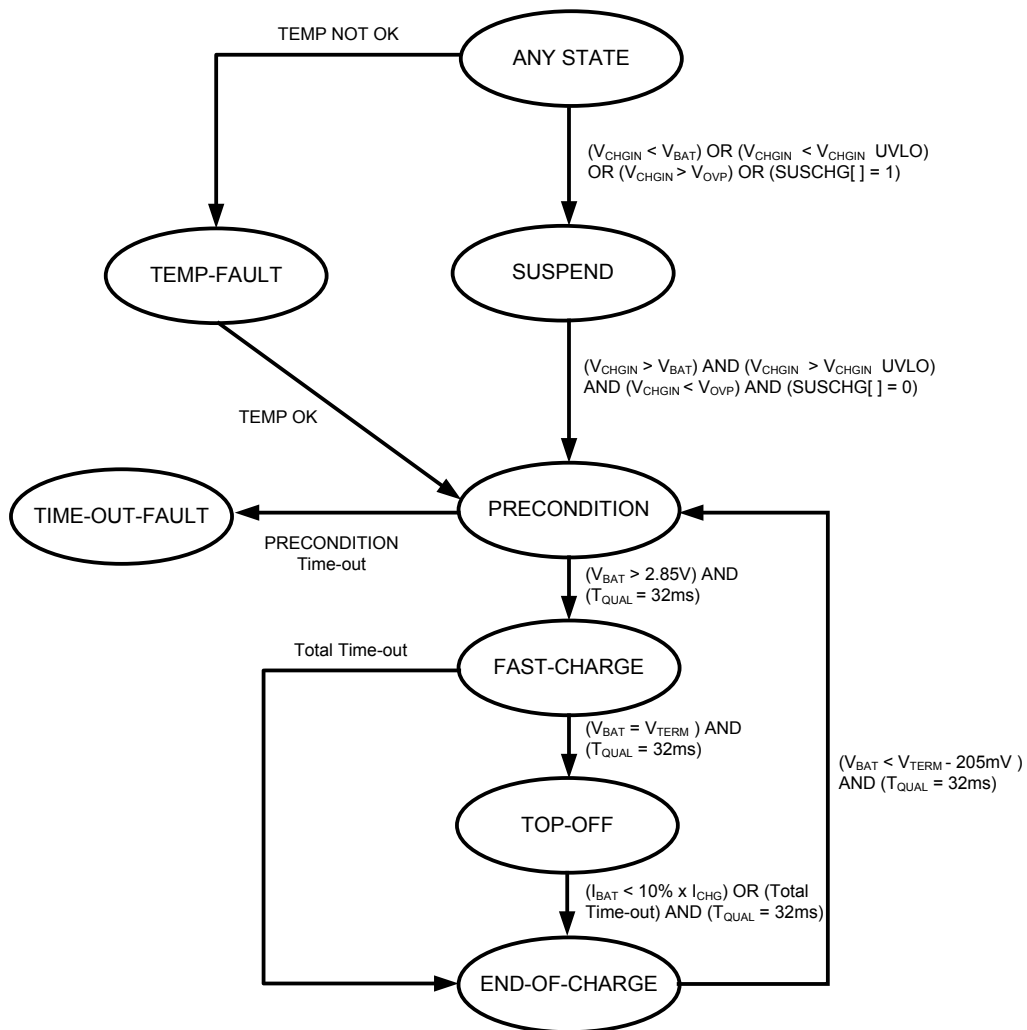 TEMP NOT OK
ANY STATE
(VCHGIN < VBAT) OR (VCHGIN < VCHGIN UVLO)
OR (VCHGIN > VOVP) OR (SUSCHG[ ] = 1)
TEMP-FAULT
SUSPEND
(VCHGIN > VBAT) AND (VCHGIN > VCHGIN UVLO)
AND (VCHGIN < VOVP) AND (SUSCHG[ ] = 0)
TEMP OK
TIME-OUT-FAULT
PRECONDITION
PRECONDITION
Time-out
(VBAT > 2.85V) AND
(TQUAL = 32ms)
Total Time-out
FAST-CHARGE
(VBAT = VTERM ) AND
(TQUAL = 32ms)
(VBAT < VTERM - 205mV )
AND (TQUAL = 32ms)
TOP-OFF
(IBAT < 10% x ICHG) OR (Total
Time-out) AND (TQUAL = 32ms)
END-OF-CHARGE